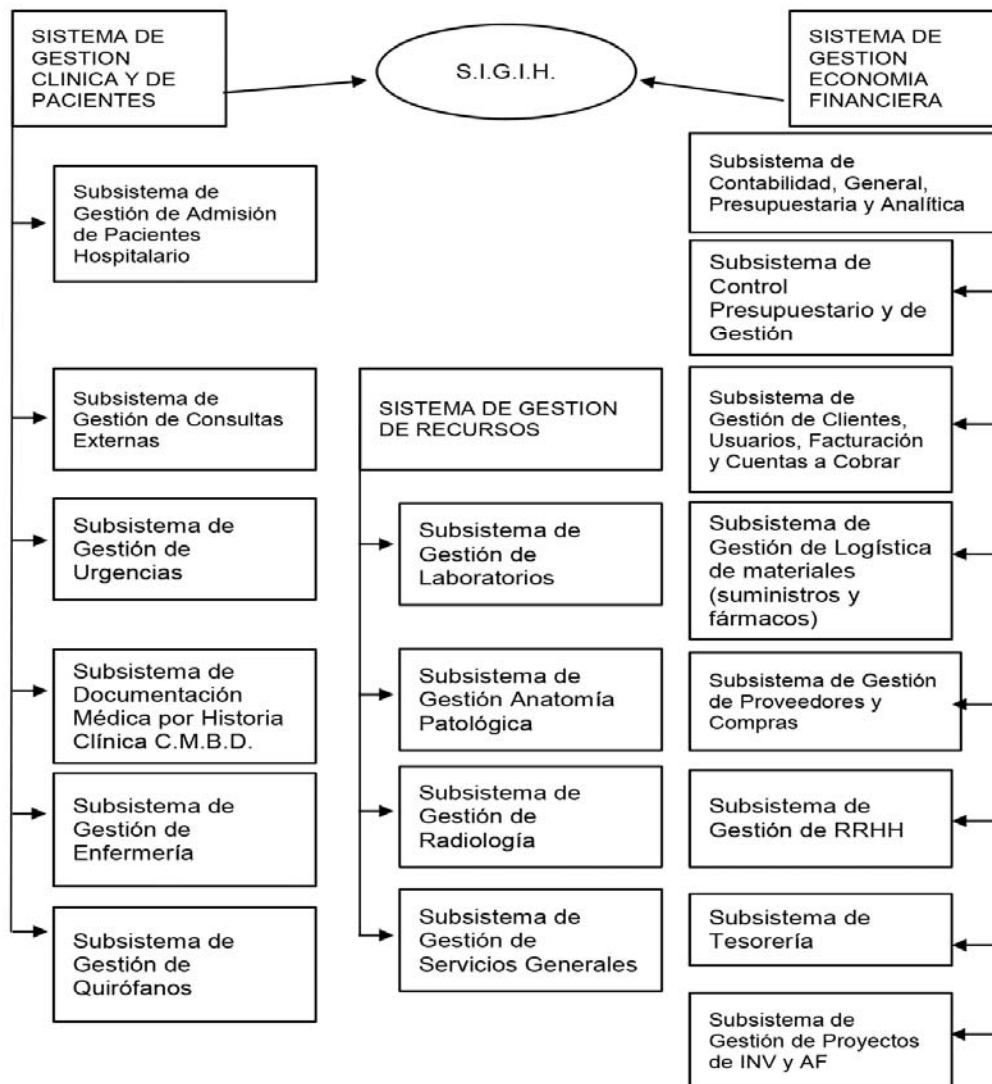 SISTEMA DE
GESTION
CLINICA Y DE
PACIENTES
S.I.G.I.H.
SISTEMA DE
GESTION
ECONOMIA
FINANCIERA
Subsistema de
Gestión de Admisión
de Pacientes
Hospitalario
Subsistema de
Gestión de Consultas
Externas
Subsistema de
Gestión de
Urgencias
Subsistema de
Documentación
Médica por Historia
Clínica C.M.B.D.
Subsistema de
Gestión de
Enfermería
Subsistema de
Gestión de
Quirófanos
SISTEMA DE GESTION
DE RECURSOS
Subsistema de
Gestión de
Laboratorios
Subsistema de
Gestión Anatomía
Patológica
Subsistema de
Gestión de
Radiología
Subsistema de
Gestión de
Servicios Generales
Subsistema de
Contabilidad, General,
Presupuestaria y Analítica
Subsistema de
Control
Presupuestario y de
Gestión
Subsistema de
Gestión de Clientes,
Usuarios, Facturación
y Cuentas a Cobrar
Subsistema de
Gestión de Logística
de materiales
(suministros y
fármacos)
Subsistema de Gestión
de Proveedores y
Compras
Subsistema de
Gestión de RRHH
Subsistema de
Tesorería
Subsistema de
Gestión de Proyectos
de INV y AF